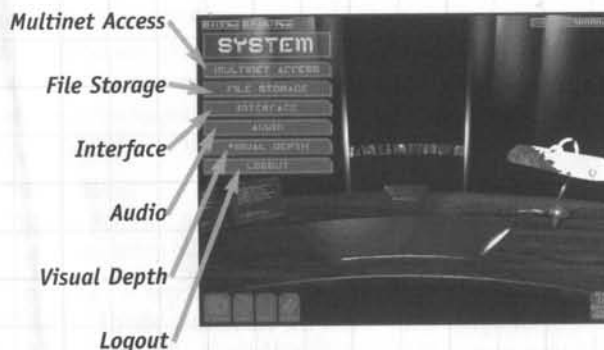 Multinet Access
File Storage
Interface
Audio
Visual Depth
Logout
SYSTEM
MULTINET ACCESS
FILE STORAGE
INTERFACE
AUDIO
VISUAL DEPTH
LOGOUT